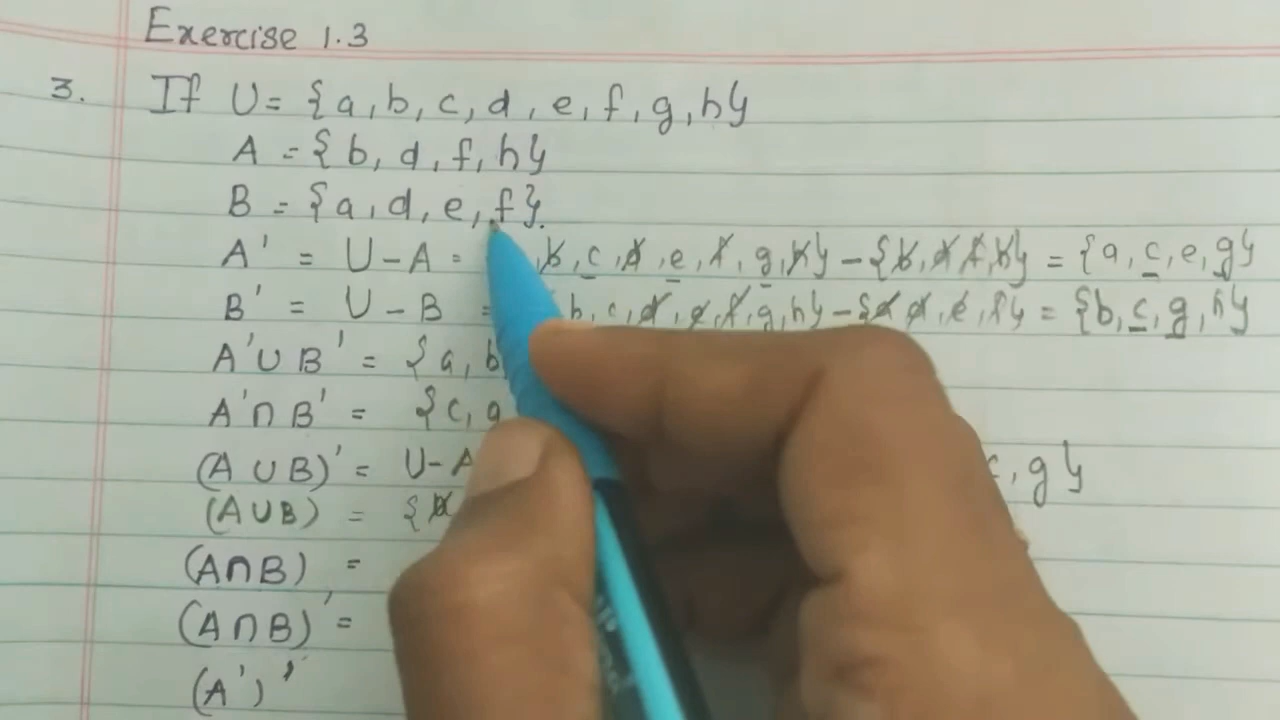 Exercise 1.3
3. If U = {a, b, c, d, e, f, g, h}
A = {b, d, f, h}
B = {a, d, e, f}.
A' = U - A = , b, c, d, e, f, g, h} - {b, d, f, h} = {a, c, e, g}
B' = U - B = b, c, d, e, f, g, h} - {a, d, e, f} = {b, c, g, h}
A' ∪ B' = {a, b
A' ∩ B' = {c, g
(A ∪ B)' = U - A c, g}
(A ∪ B) = {
(A ∩ B) =
(A ∩ B)' =
(A')'